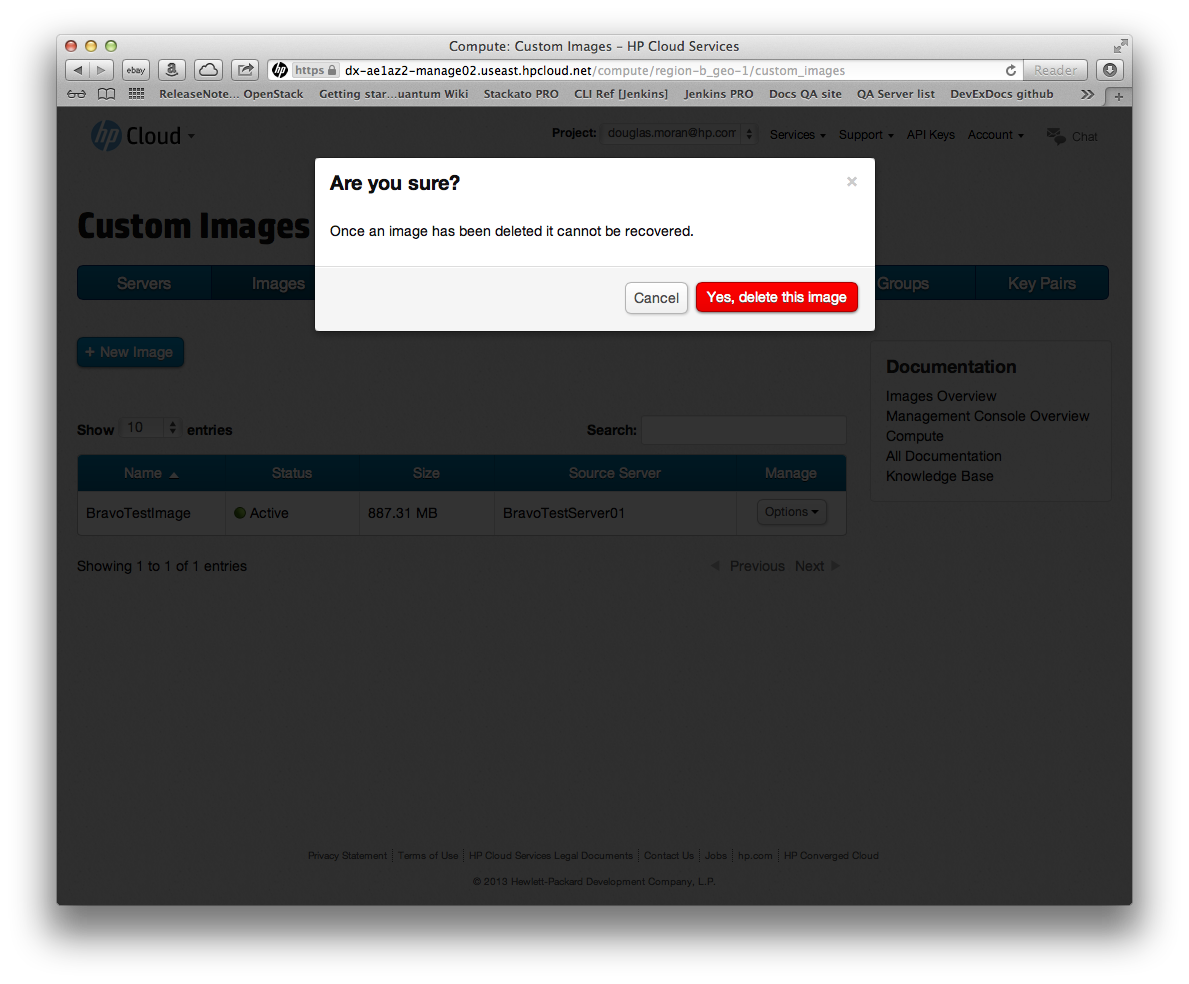 Compute: Custom Images – HP Cloud Services
ebay a hp https dx-ae1az2-manage02.useast.hpcloud.net/compute/region-b_geo-1/custom_images Reader
ReleaseNote... OpenStack Getting star...uantum Wiki Stackato PRO CLI Ref [Jenkins] Jenkins PRO Docs QA site QA Server list DevExDocs github >> +
hp Cloud Project: douglas.moran@hp.com Services Support API Keys Account Chat
Are you sure? ×
Custom Images
Once an image has been deleted it cannot be recovered.
Servers Images Groups Key Pairs
Cancel Yes, delete this image
+ New Image
Documentation
Images Overview
Management Console Overview
Compute
All Documentation
Knowledge Base
Show 10 entries Search:
Name Status Size Source Server Manage
BravoTestImage Active 887.31 MB BravoTestServer01 Options
Showing 1 to 1 of 1 entries Previous Next
Privacy Statement Terms of Use HP Cloud Services Legal Documents Contact Us Jobs hp.com HP Converged Cloud
© 2013 Hewlett-Packard Development Company, L.P.